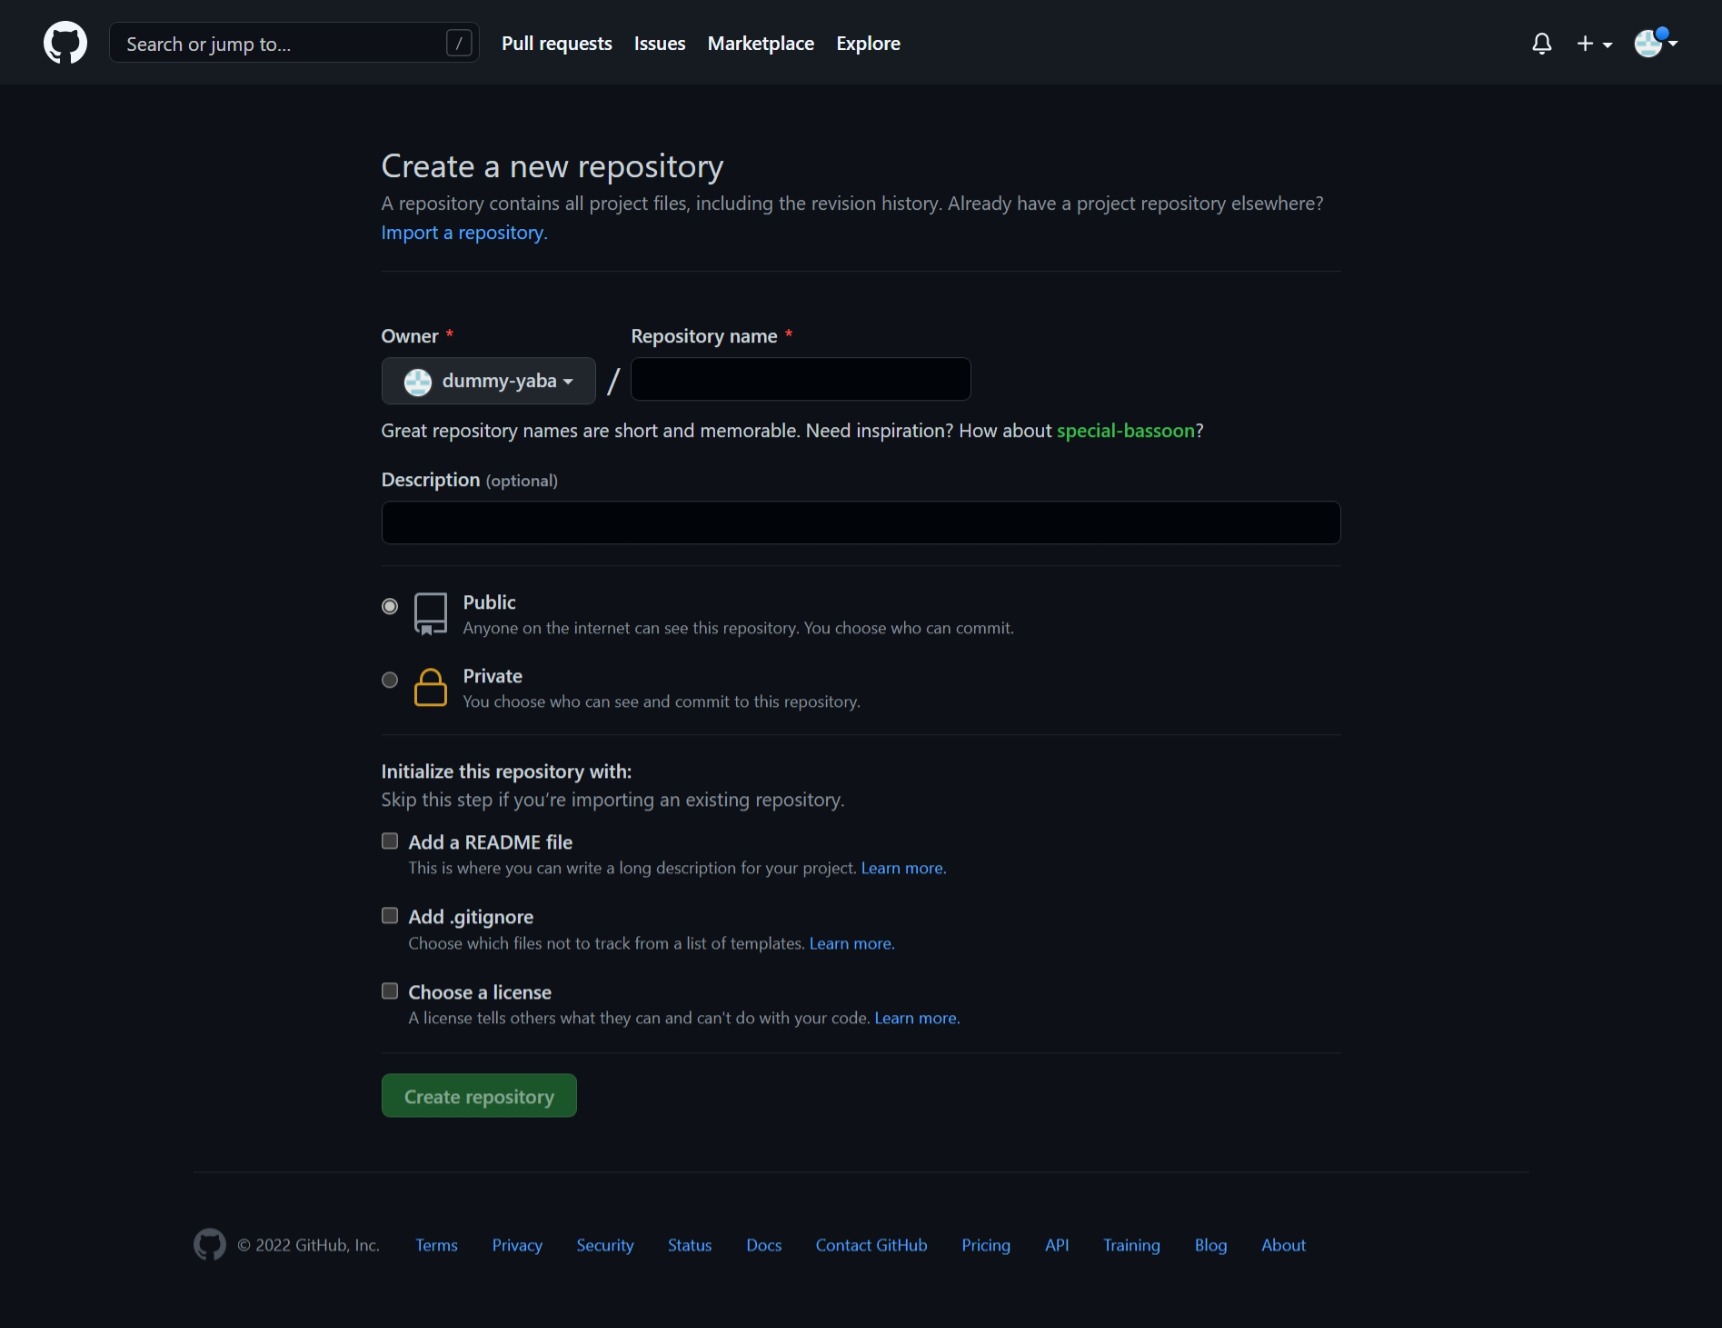 Search or jump to...
/
Pull requests
Issues
Marketplace
Explore
Create a new repository
A repository contains all project files, including the revision history. Already have a project repository elsewhere?
Import a repository.
Owner *
Repository name *
dummy-yaba
/
Great repository names are short and memorable. Need inspiration? How about special-bassoon?
Description (optional)
Public
Anyone on the internet can see this repository. You choose who can commit.
Private
You choose who can see and commit to this repository.
Initialize this repository with:
Skip this step if you’re importing an existing repository.
Add a README file
This is where you can write a long description for your project. Learn more.
Add .gitignore
Choose which files not to track from a list of templates. Learn more.
Choose a license
A license tells others what they can and can't do with your code. Learn more.
Create repository
© 2022 GitHub, Inc.
Terms
Privacy
Security
Status
Docs
Contact GitHub
Pricing
API
Training
Blog
About